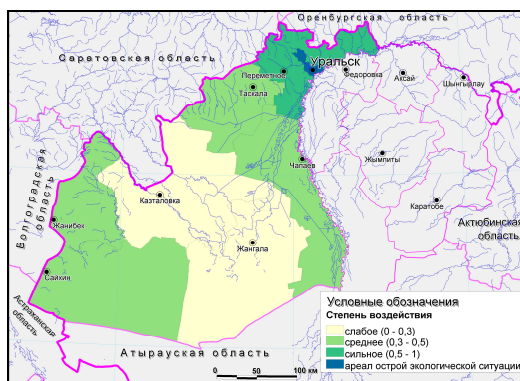 Оренбургская область
Саратовская область
Уральск
Переметное
Федоровка
Аксай
Шынгырлау
Таскала
Чапаев
Жымпиты
Волгоградская
область
Казталовка
Каратобе
Актюбинская
область
Жанибек
Жангала
Сайхин
Астраханская
область
Атырауская область
0 50 100 км
Условные обозначения
Степень воздействия
слабое (0 - 0,3)
среднее (0,3 - 0,5)
сильное (0,5 - 1)
ареал острой экологической ситуации